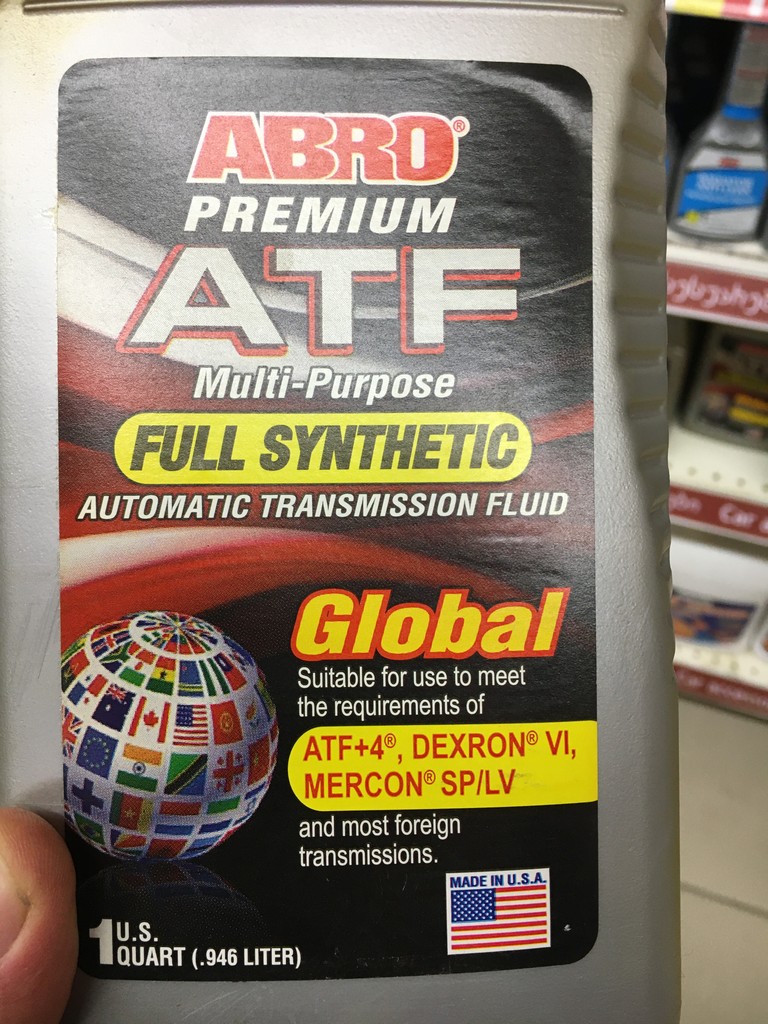 ABRO®
PREMIUM
ATF
Multi-Purpose
FULL SYNTHETIC
AUTOMATIC TRANSMISSION FLUID
Global
Suitable for use to meet
the requirements of
ATF+4®, DEXRON® VI,
MERCON® SP/LV
and most foreign
transmissions.
MADE IN U.S.A.
1 U.S.
QUART (.946 LITER)
Car